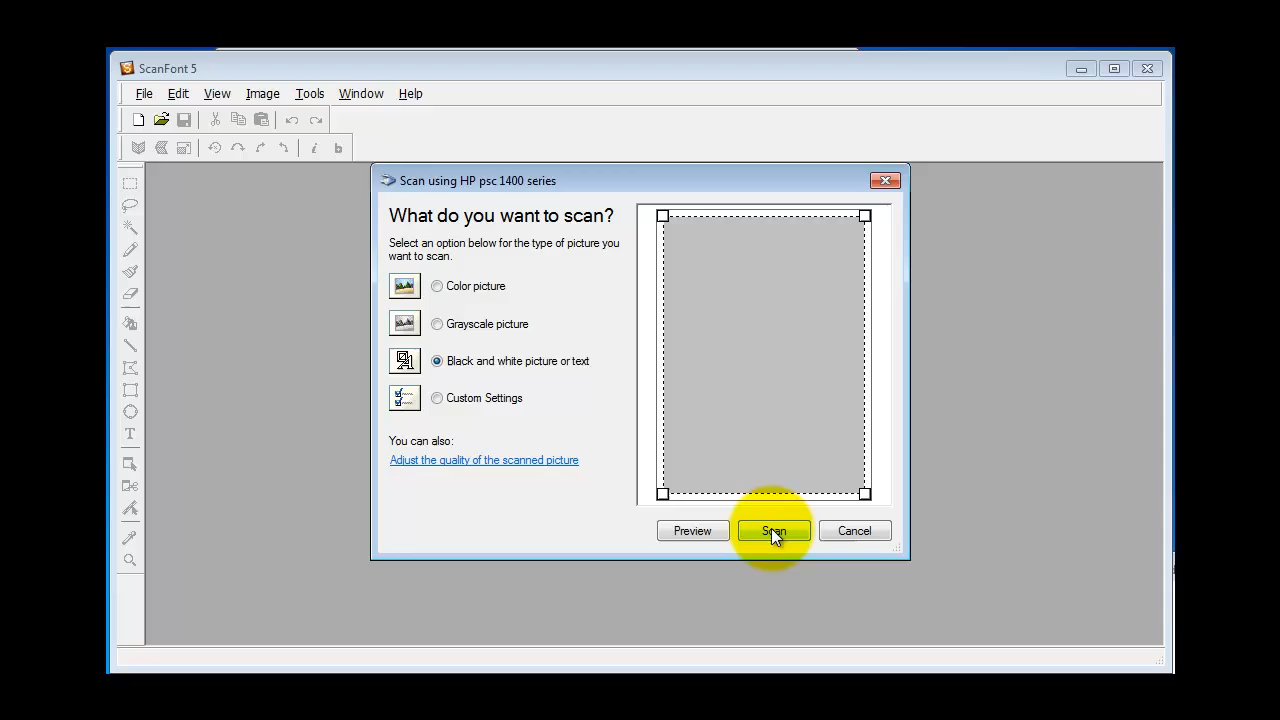 ScanFont 5
File Edit View Image Tools Window Help
Scan using HP psc 1400 series
What do you want to scan?
Select an option below for the type of picture you
want to scan.
Color picture
Grayscale picture
Black and white picture or text
Custom Settings
You can also:
Adjust the quality of the scanned picture
Preview Scan Cancel